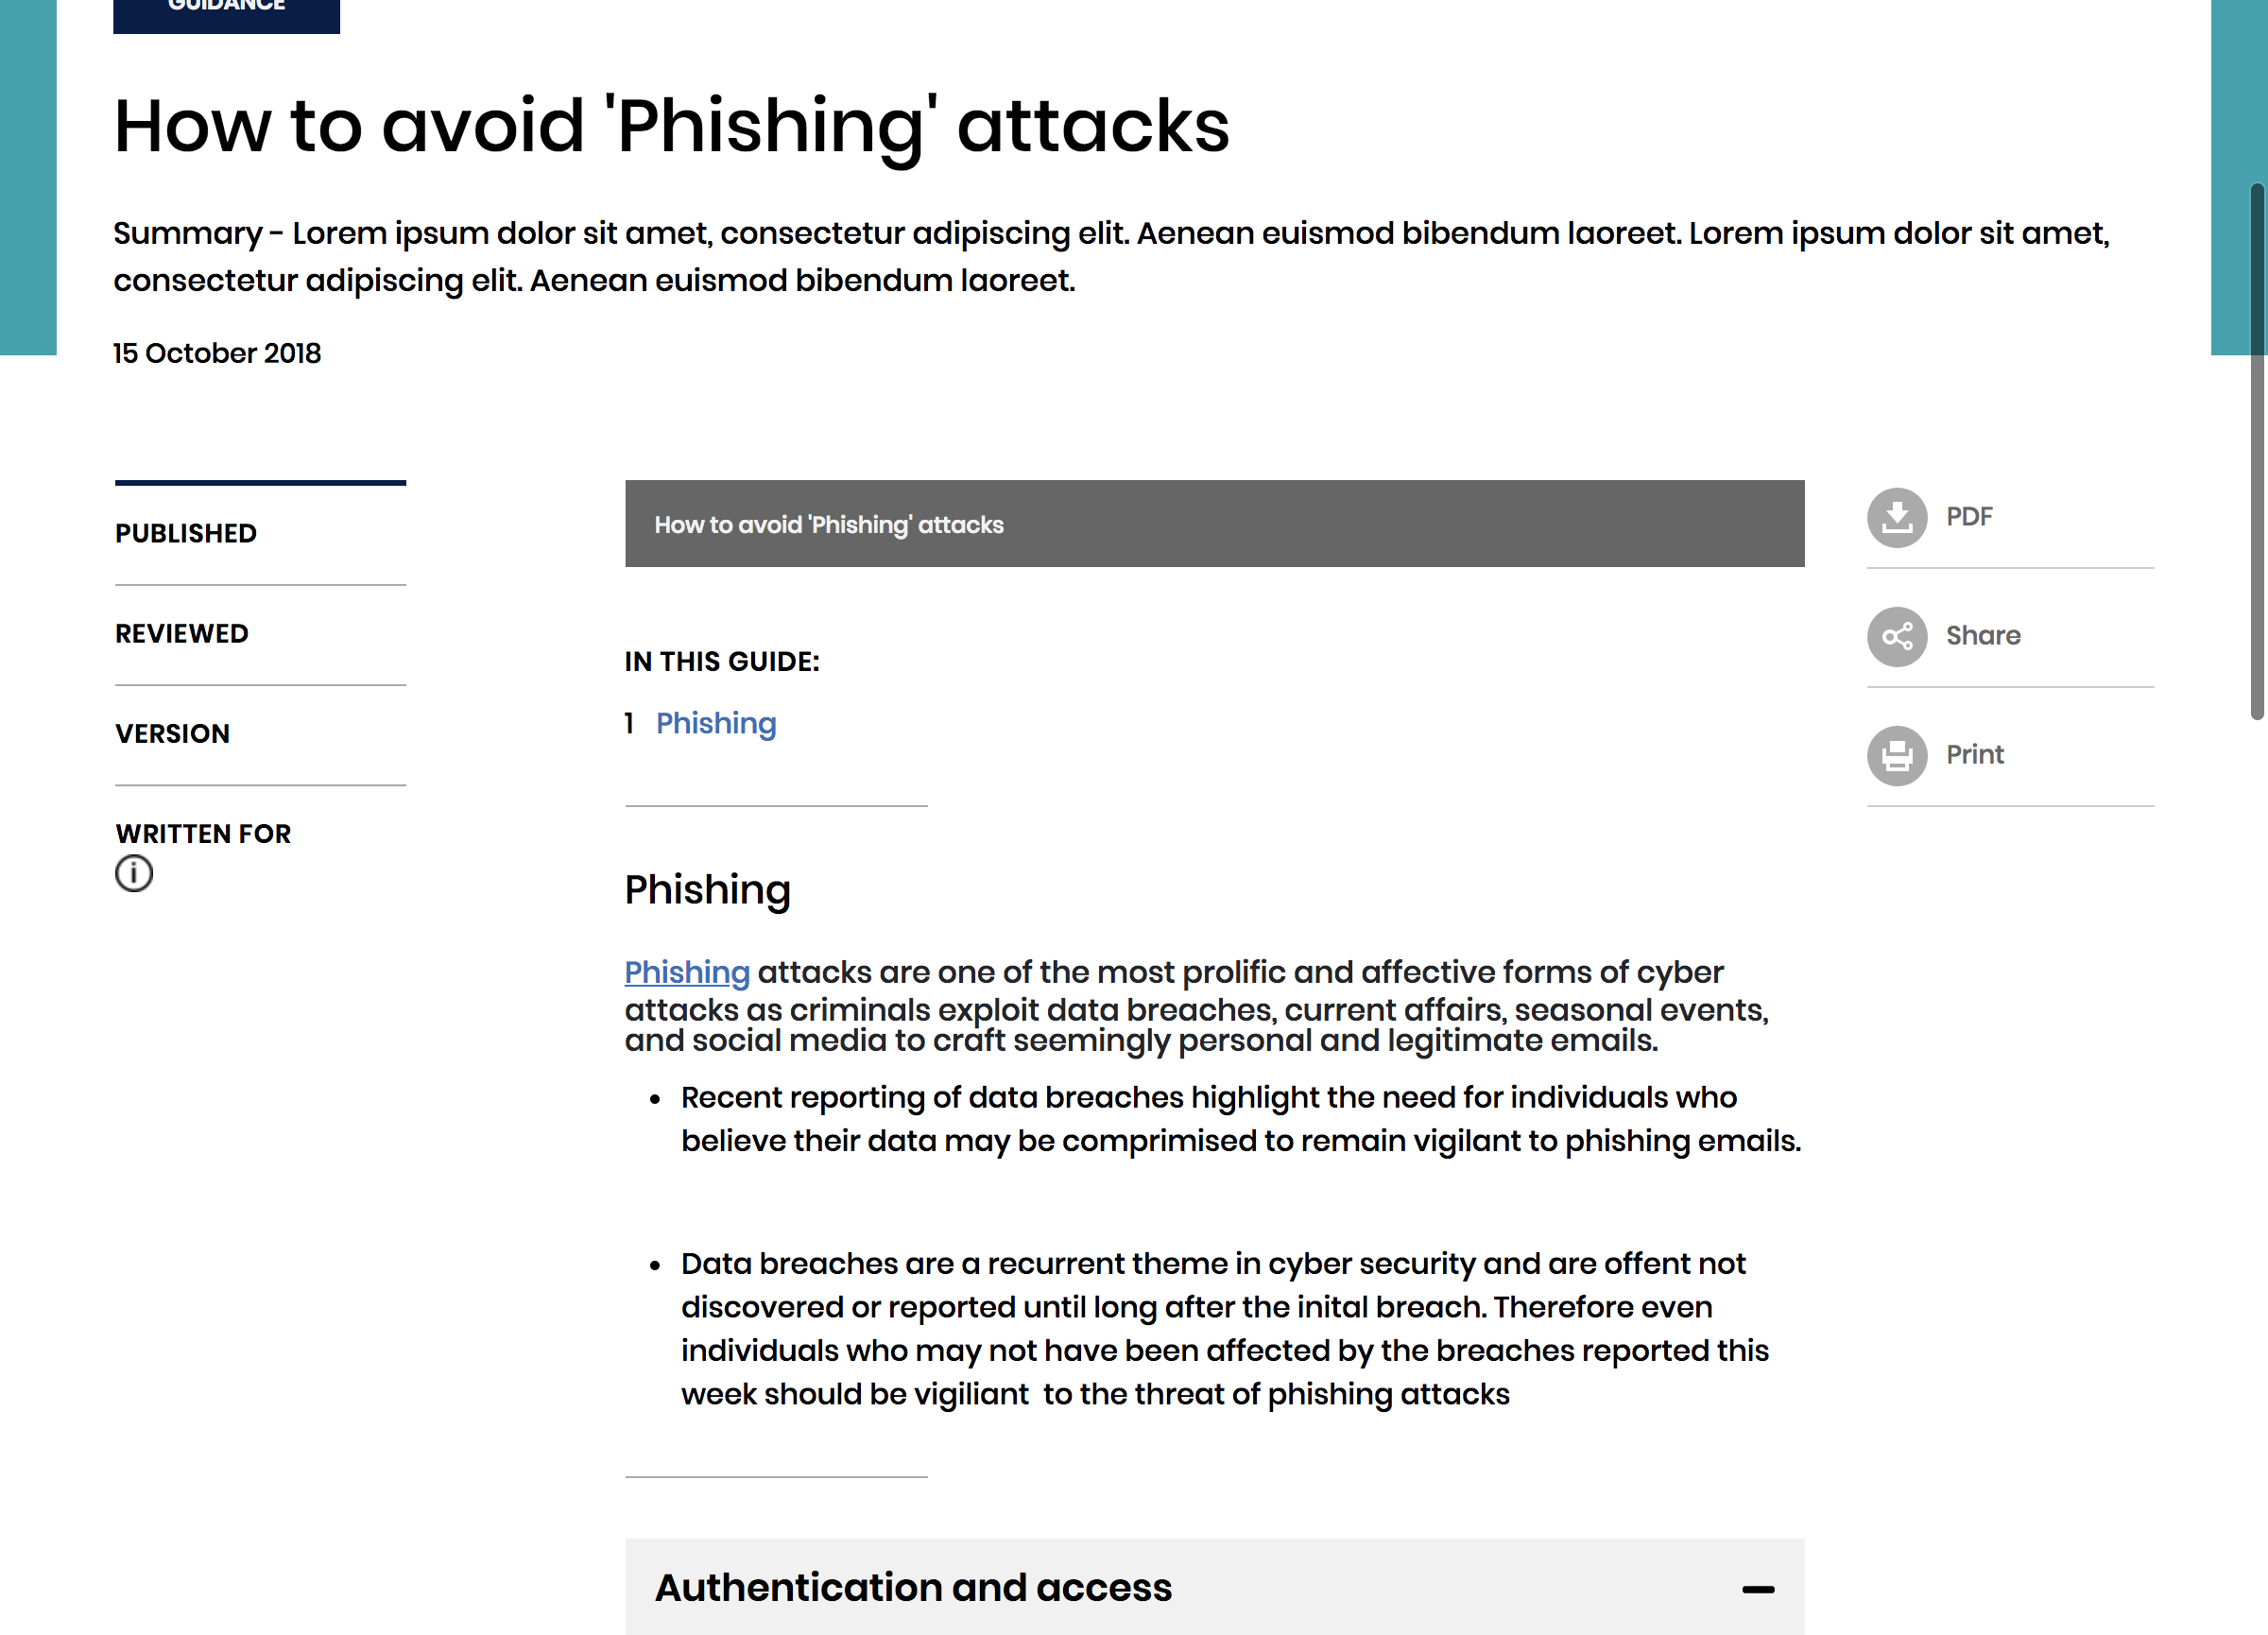 GUIDANCE
How to avoid 'Phishing' attacks
Summary - Lorem ipsum dolor sit amet, consectetur adipiscing elit. Aenean euismod bibendum laoreet. Lorem ipsum dolor sit amet,
consectetur adipiscing elit. Aenean euismod bibendum laoreet.
15 October 2018
PUBLISHED
REVIEWED
VERSION
WRITTEN FOR
How to avoid 'Phishing' attacks
IN THIS GUIDE:
1 Phishing
Phishing
Phishing attacks are one of the most prolific and affective forms of cyber
attacks as criminals exploit data breaches, current affairs, seasonal events,
and social media to craft seemingly personal and legitimate emails.
• Recent reporting of data breaches highlight the need for individuals who
believe their data may be comprimised to remain vigilant to phishing emails.
• Data breaches are a recurrent theme in cyber security and are offent not
discovered or reported until long after the inital breach. Therefore even
individuals who may not have been affected by the breaches reported this
week should be vigiliant  to the threat of phishing attacks
Authentication and access
PDF
Share
Print